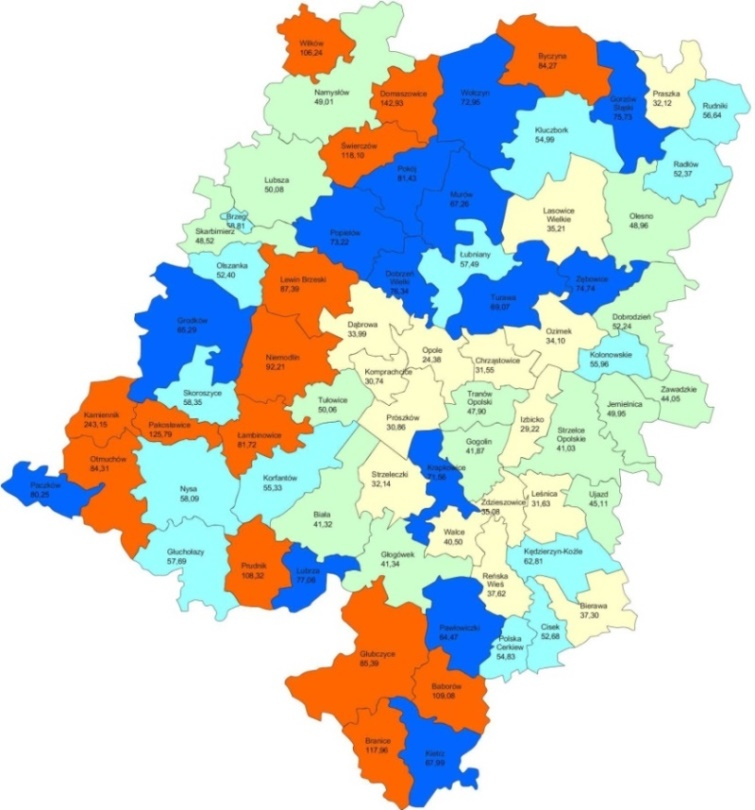 Wilków
106,24
Namysłów
49,01
Domaszowice
142,93
Wołczyn
72,95
Byczyna
84,27
Gorzów
Śląski
75,73
Praszka
32,12
Rudniki
56,64
Kluczbork
54,99
Radłów
52,37
Świerczów
118,10
Pokój
81,43
Murów
67,26
Lasowice
Wielkie
35,21
Olesno
48,96
Lubsza
50,08
Brzeg
58,81
Skarbimierz
48,52
Popielów
73,22
Olszanka
52,40
Lewin Brzeski
87,39
Dobrzeń
Wielki
75,34
Łubniany
57,49
Turawa
69,07
Zębowice
74,74
Dobrodzień
52,24
Grodków
65,29
Dąbrowa
33,99
Ozimek
34,10
Niemodlin
92,21
Opole
24,38
Chrząstowice
31,55
Kolonowskie
55,96
Komprachcice
30,74
Skoroszyce
58,35
Tułowice
50,06
Tranów
Opolski
47,90
Zawadzkie
44,05
Jemielnica
49,95
Kamiennik
243,15
Pakosławice
125,79
Prószków
30,86
Izbicko
29,22
Strzelce
Opolskie
41,03
Łambinowice
81,72
Gogolin
41,87
Otmuchów
84,31
Paczków
80,25
Nysa
58,09
Korfantów
55,33
Strzeleczki
32,14
Krapkowice
Zdzieszowice
35,08
Leśnica
31,63
Ujazd
45,11
Biała
41,32
Walce
40,50
Głuchołazy
57,69
Prudnik
108,32
Lubrza
77,08
Głogówek
41,34
Kędzierzyn-Koźle
62,81
Reńska
Wieś
37,62
Bierawa
37,30
Pawłowiczki
64,47
Polska
Cerkiew
54,83
Cisek
52,68
Głubczyce
85,39
Baborów
109,08
Branice
117,96
Kietrz
67,89